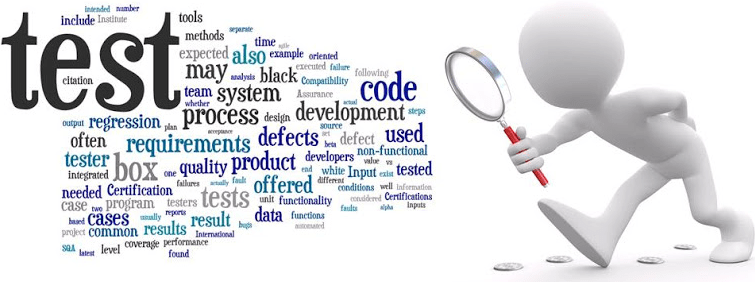 intended number
include Institute tools
test
methods separate
expected also time agile
example oriented
citation may analysis black executed failure
Compatibility following
team system Assurance code
whether
process design development actual
output regression plan acceptance source steps
often requirements defects art beta defect used
tester box quality product developers non-functional
integrated one end white Input value vs exist tested
needed Certification failures actually fault offered different conditions well information
case two program testers tests unit functionality considered Certifications
based cases usually reports result data functions faults alpha inputs
project common results International bugs automated
SQA latest level coverage performance
found